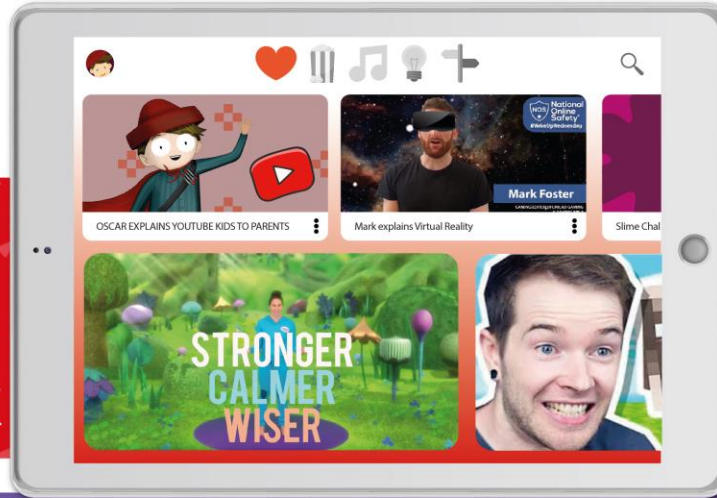 NOS
National
Online
Safety®
#WakeUpWednesday
Mark Foster
OSCAR EXPLAINS YOUTUBE KIDS TO PARENTS
Mark explains Virtual Reality
Slime Chal
STRONGER
CALMER
WISER